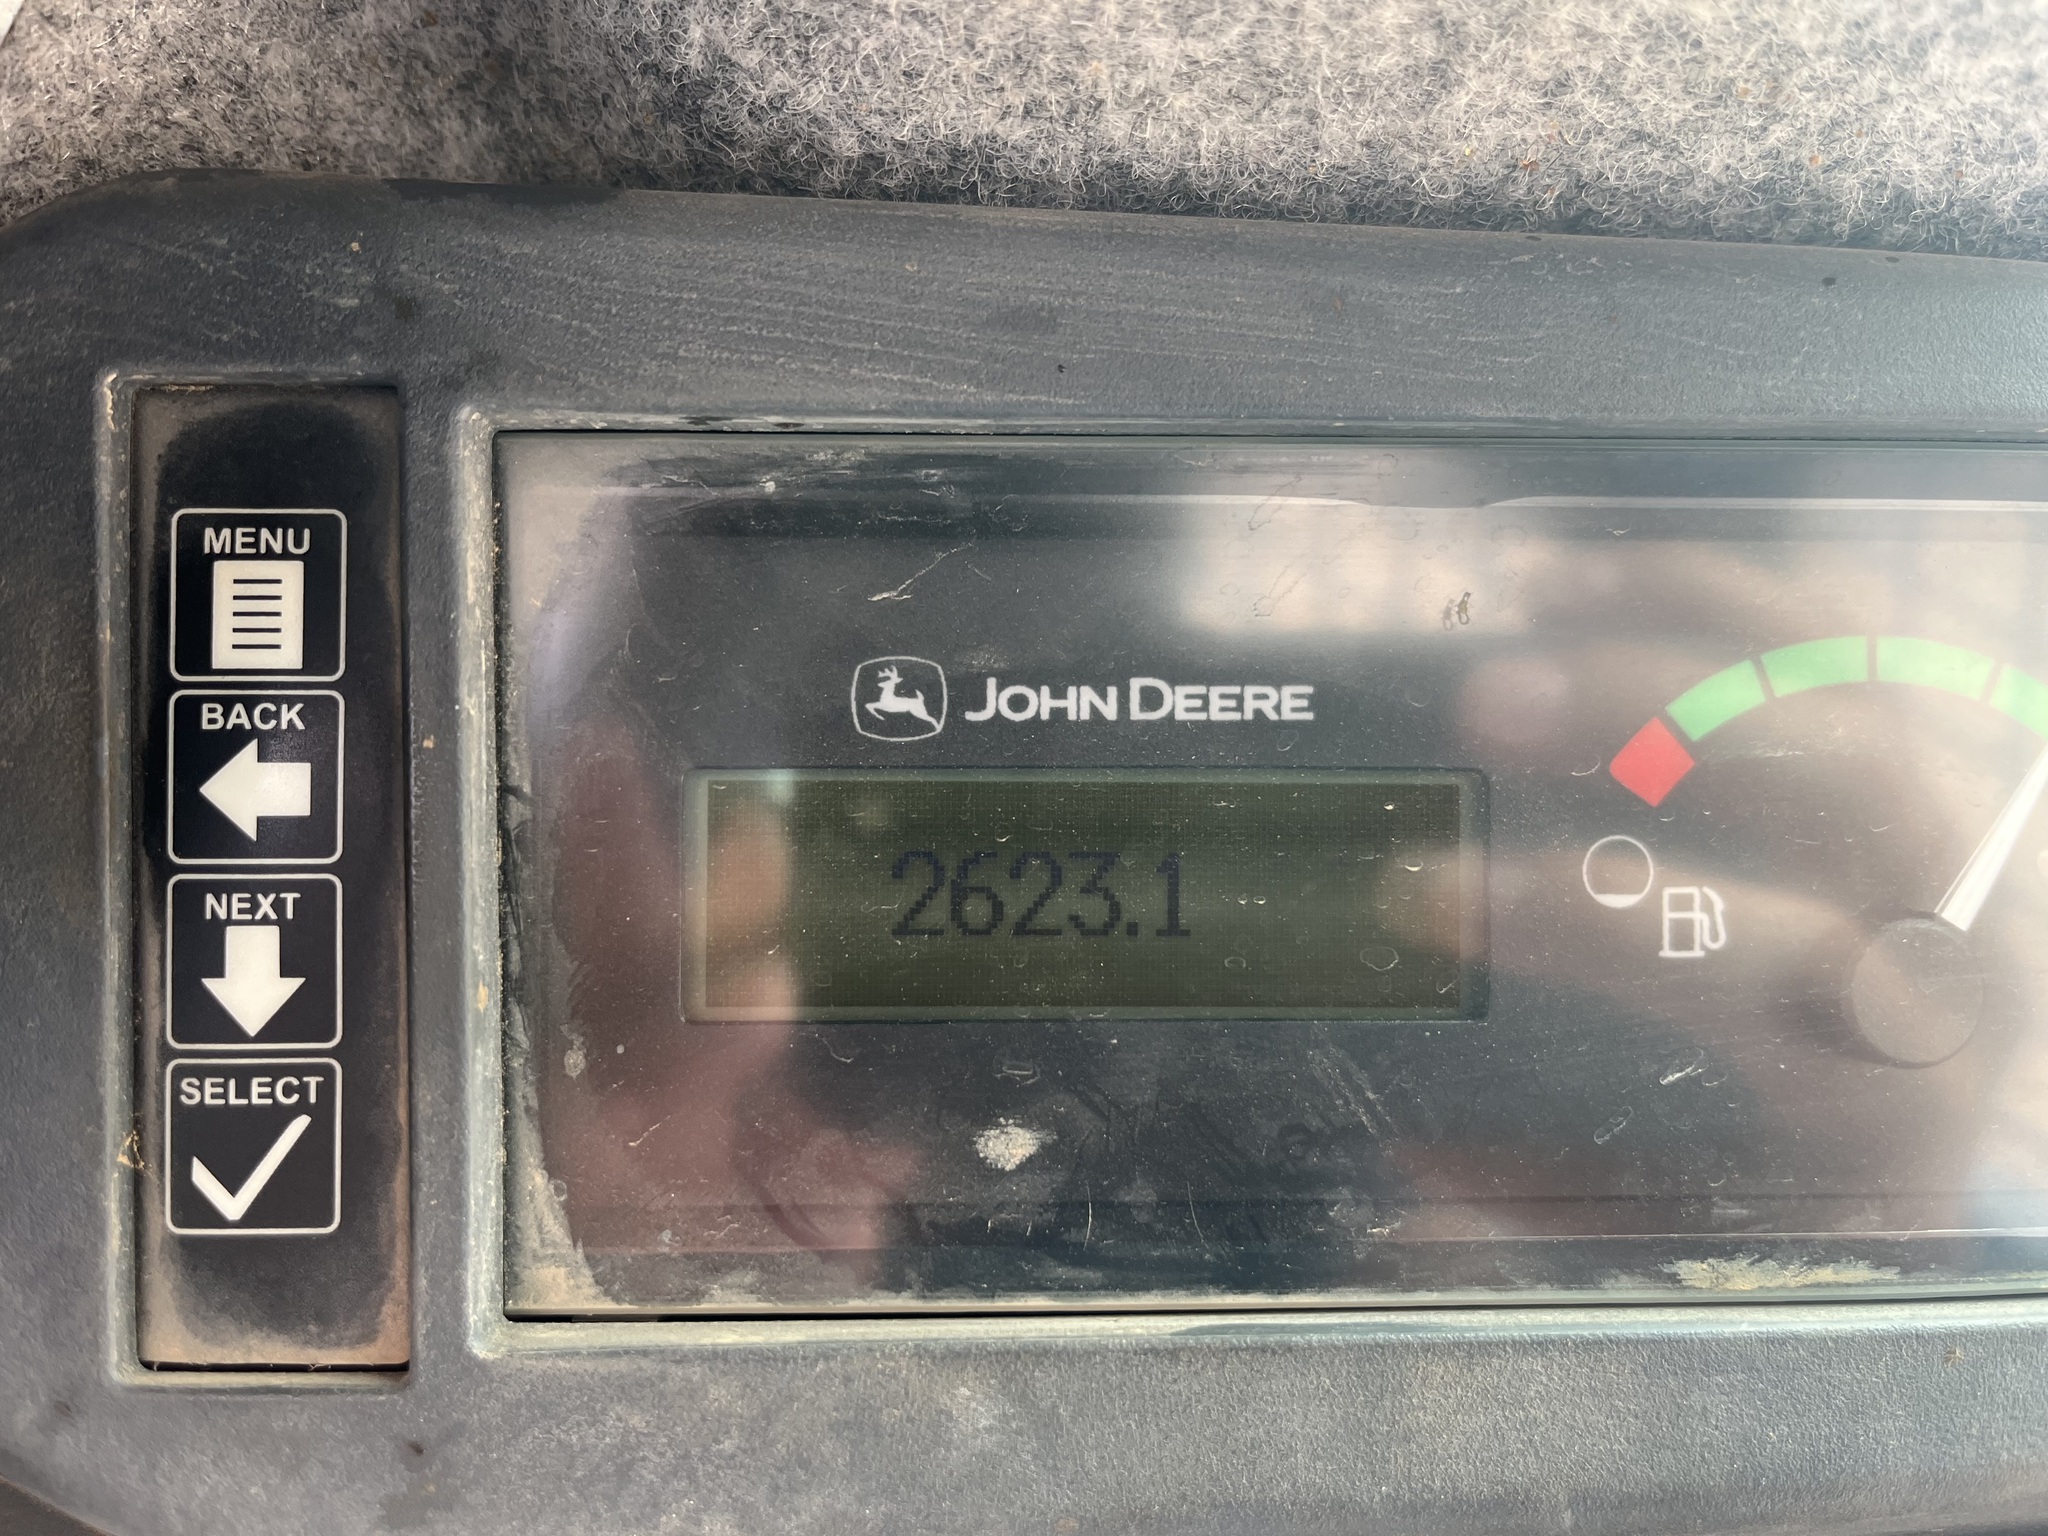 MENU
BACK
NEXT
SELECT
JOHN DEERE
2623.1